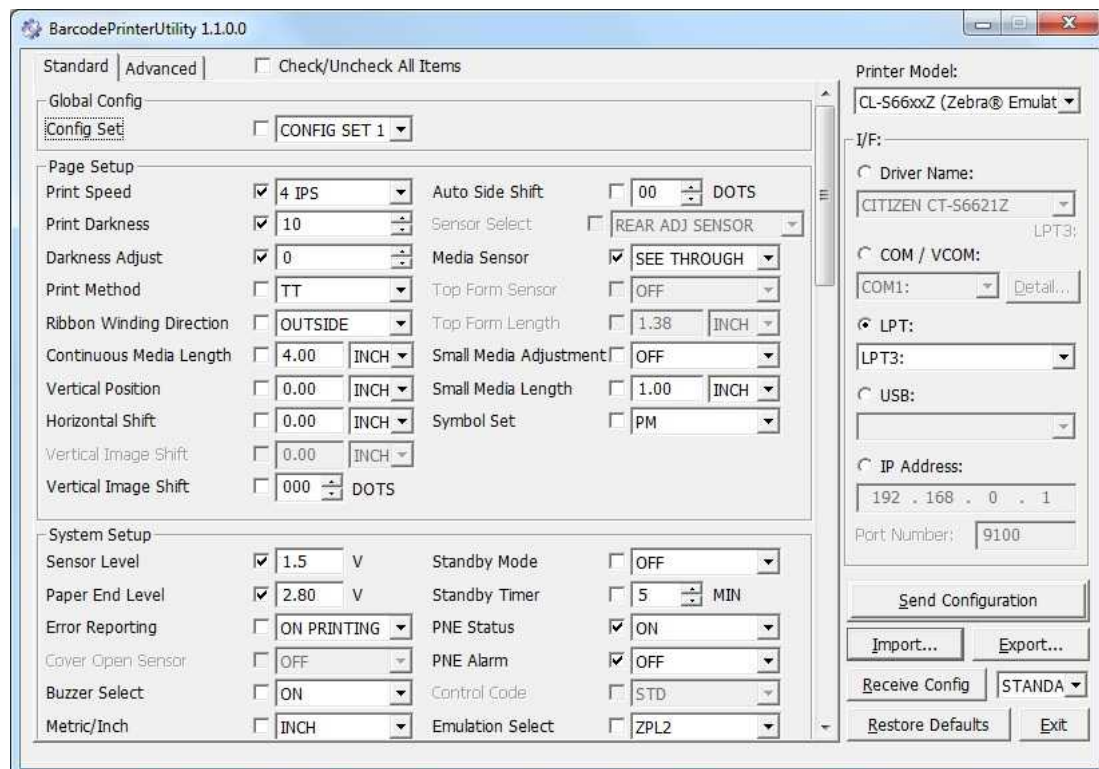 BarcodePrinterUtility 1.1.0.0
Standard Advanced Check/Uncheck All Items
Global Config
Config Set CONFIG SET 1
Page Setup
Print Speed 4 IPS Auto Side Shift 00 DOTS
Print Darkness 10 Sensor Select REAR ADJ SENSOR
Darkness Adjust 0 Media Sensor SEE THROUGH
Print Method TT Top Form Sensor OFF
Ribbon Winding Direction OUTSIDE Top Form Length 1.38 INCH
Continuous Media Length 4.00 INCH Small Media Adjustment OFF
Vertical Position 0.00 INCH Small Media Length 1.00 INCH
Horizontal Shift 0.00 INCH Symbol Set PM
Vertical Image Shift 0.00 INCH
Vertical Image Shift 000 DOTS
System Setup
Sensor Level 1.5 V Standby Mode OFF
Paper End Level 2.80 V Standby Timer 5 MIN
Error Reporting ON PRINTING PNE Status ON
Cover Open Sensor OFF PNE Alarm OFF
Buzzer Select ON Control Code STD
Metric/Inch INCH Emulation Select ZPL2
Printer Model:
CL-S66xxZ (Zebra® Emulat
I/F:
Driver Name:
CITIZEN CT-S6621Z
LPT3:
COM / VCOM:
COM1: Detail...
LPT:
LPT3:
USB:
IP Address:
192 . 168 . 0 . 1
Port Number: 9100
Send Configuration
Import... Export...
Receive Config STANDA
Restore Defaults Exit